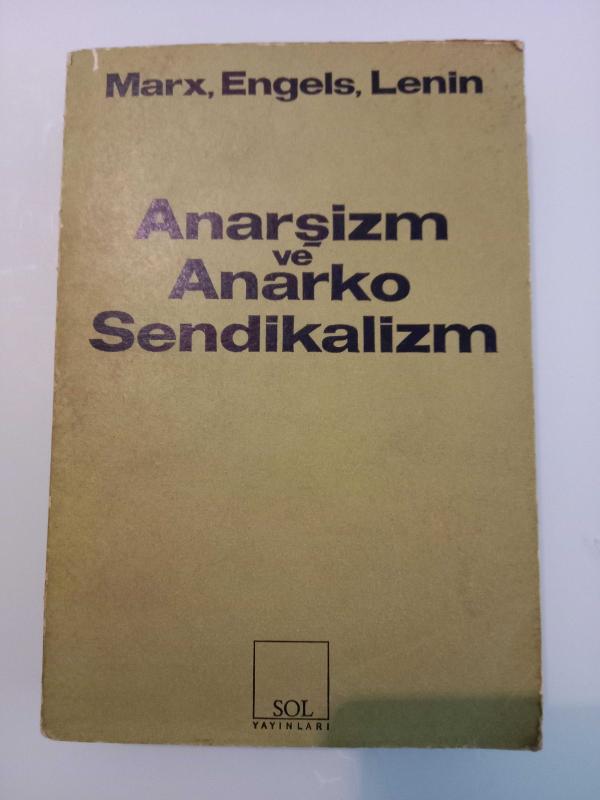 Marx, Engels, Lenin
Anarşizm
ve
Anarko
Sendikalizm
SOL
YAYINLARI